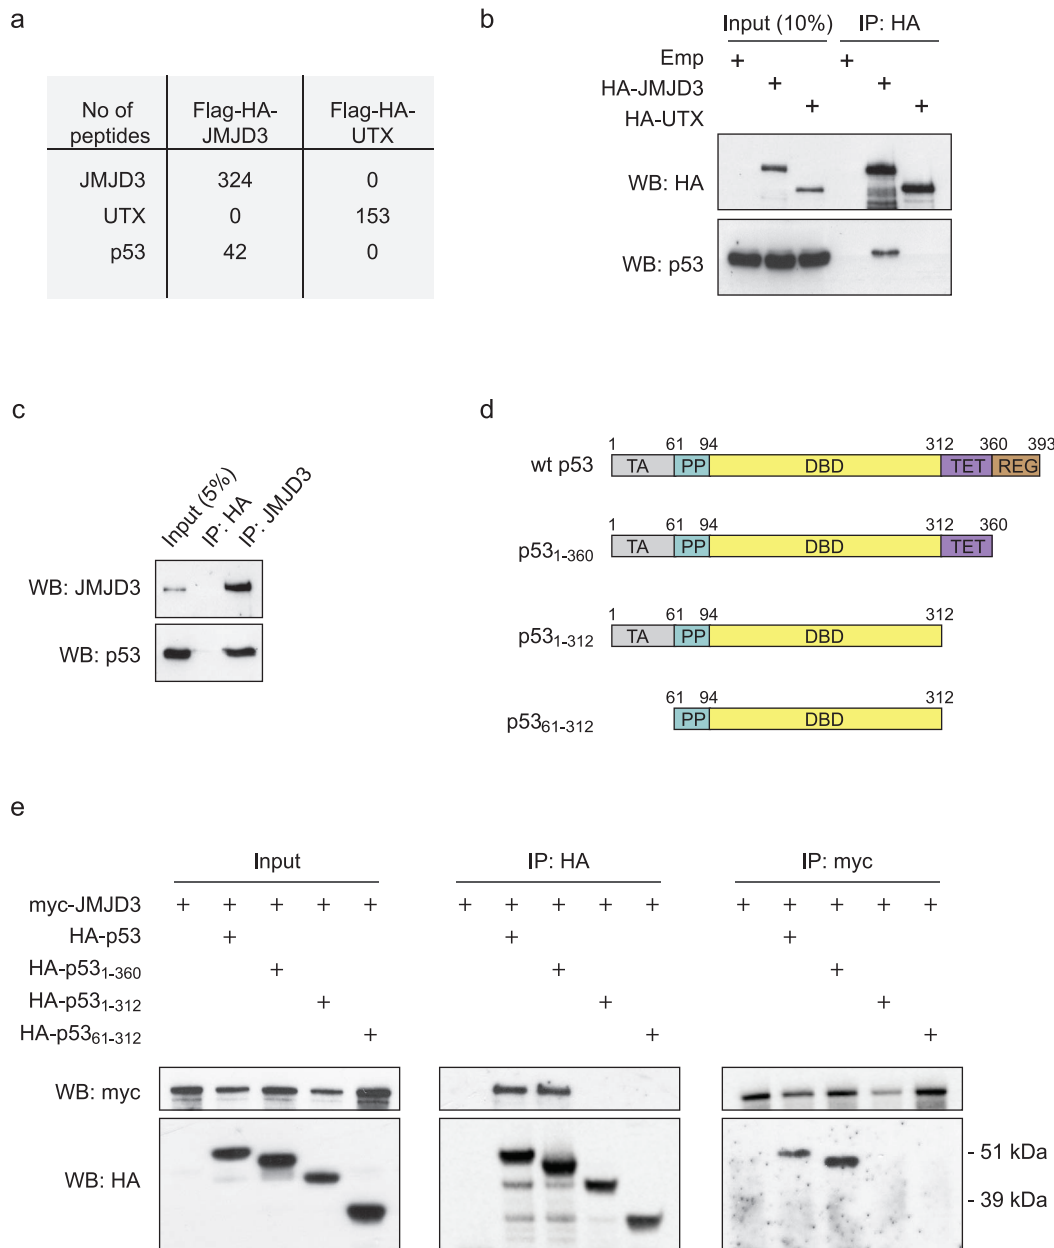 a
No of peptides Flag-HA-JMJD3 Flag-HA-UTX
JMJD3 324 0
UTX 0 153
p53 42 0
b
Input (10%) IP: HA
Emp + +
HA-JMJD3 + +
HA-UTX + +
WB: HA
WB: p53
c
Input (5%) IP: HA IP: JMJD3
WB: JMJD3
WB: p53
d
1 61 94 312 360 393
wt p53 TA PP DBD TET REG
1 61 94 312 360
p53₁₋₃₆₀ TA PP DBD TET
1 61 94 312
p53₁₋₃₁₂ TA PP DBD
61 94 312
p53₆₁₋₃₁₂ PP DBD
e
Input IP: HA IP: myc
myc-JMJD3 + + + + + + + + + + + + + + +
HA-p53 + + +
HA-p53₁₋₃₆₀ + + +
HA-p53₁₋₃₁₂ + + +
HA-p53₆₁₋₃₁₂ + + +
WB: myc
WB: HA
- 51 kDa
- 39 kDa